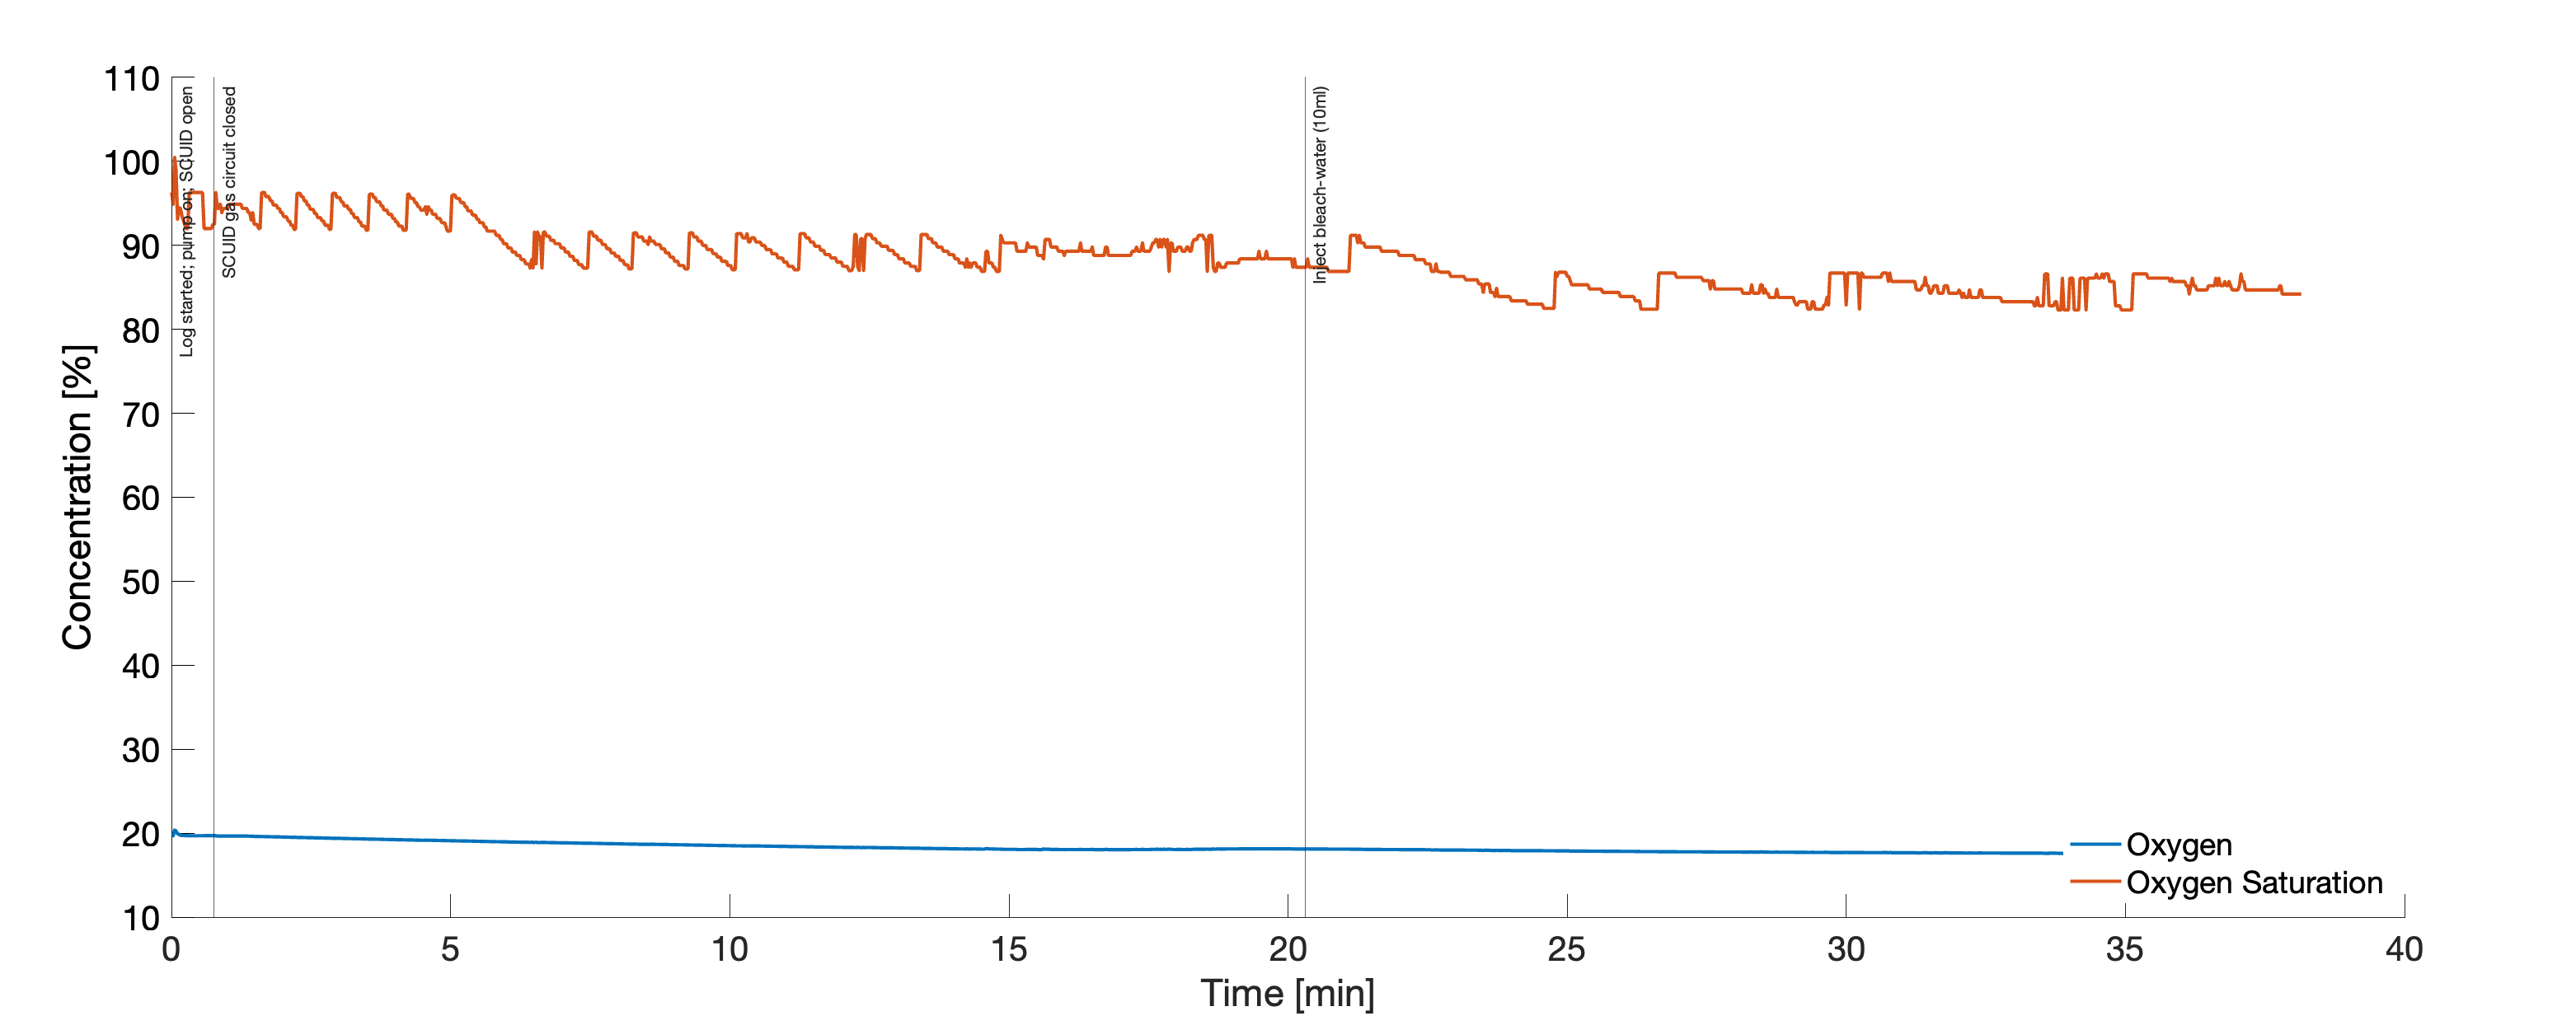 110
100
90
80
70
60
50
40
30
20
10
Concentration [%]
Log started; pump on; SCUID open
SCUID gas circuit closed
Inject bleach-water (10ml)
Oxygen
Oxygen Saturation
0 5 10 15 20 25 30 35 40
Time [min]